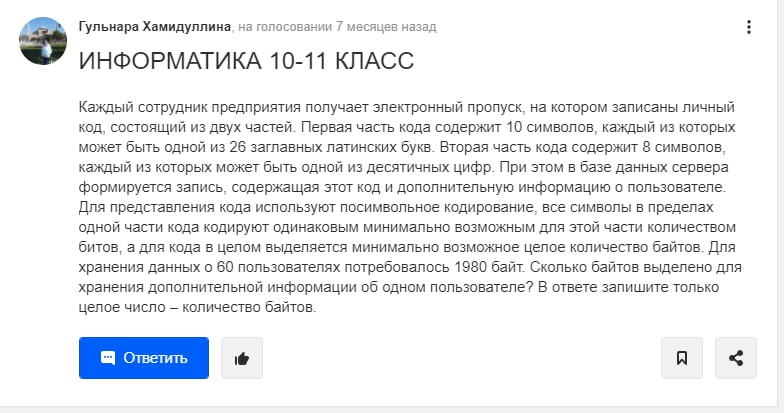 Гульнара Хамидуллина, на голосовании 7 месяцев назад
ИНФОРМАТИКА 10-11 КЛАСС
Каждый сотрудник предприятия получает электронный пропуск, на котором записаны личный
код, состоящий из двух частей. Первая часть кода содержит 10 символов, каждый из которых
может быть одной из 26 заглавных латинских букв. Вторая часть кода содержит 8 символов,
каждый из которых может быть одной из десятичных цифр. При этом в базе данных сервера
формируется запись, содержащая этот код и дополнительную информацию о пользователе.
Для представления кода используют посимвольное кодирование, все символы в пределах
одной части кода кодируют одинаковым минимально возможным для этой части количеством
битов, а для кода в целом выделяется минимально возможное целое количество байтов. Для
хранения данных о 60 пользователях потребовалось 1980 байт. Сколько байтов выделено для
хранения дополнительной информации об одном пользователе? В ответе запишите только
целое число – количество байтов.
Ответить